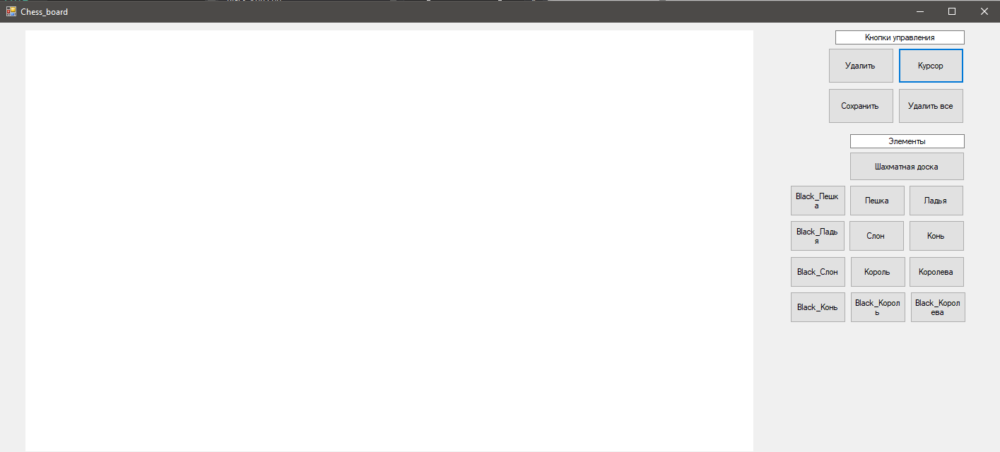 Chess_board
Кнопки управления
Удалить
Курсор
Сохранить
Удалить все
Элементы
Шахматная доска
Black_Пешк
а
Пешка
Ладья
Black_Ладь
я
Слон
Конь
Black_Слон
Король
Королева
Black_Конь
Black_Корол
ь
Black_Корол
ева